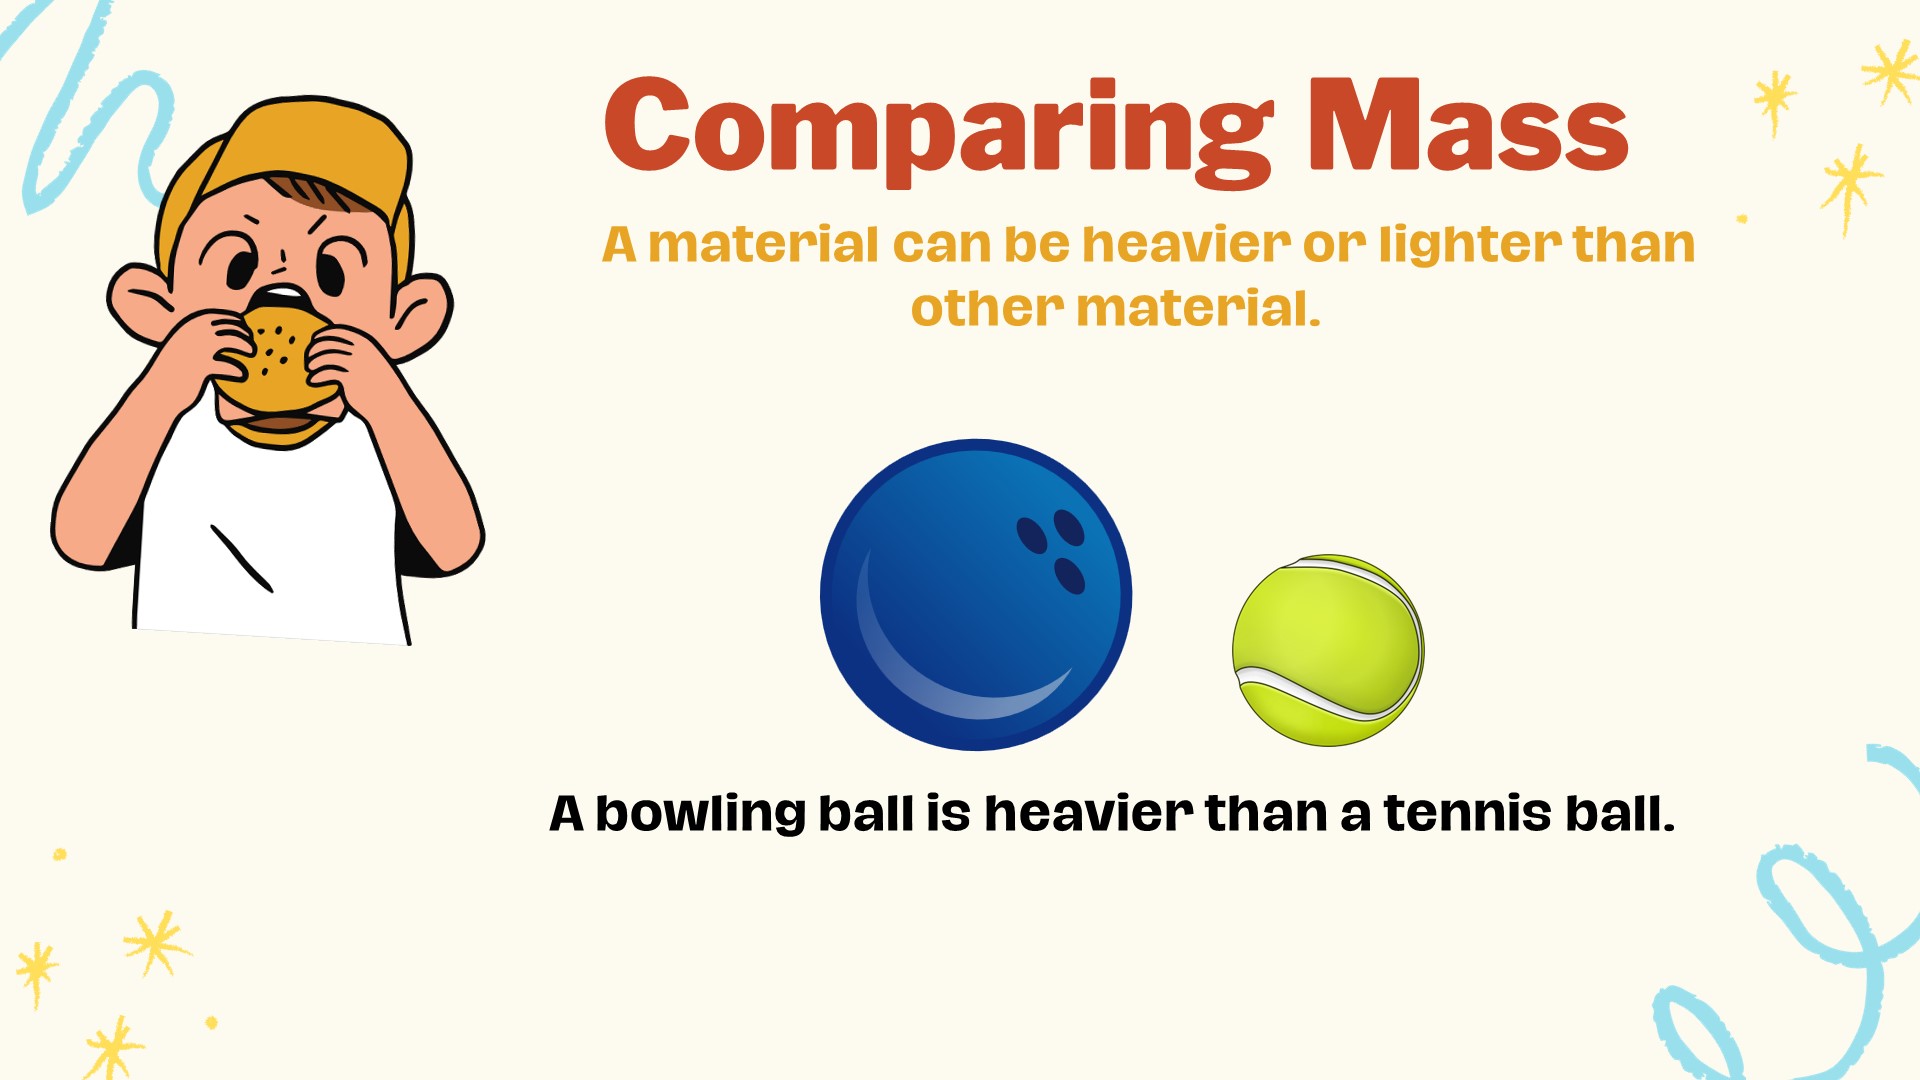 Comparing Mass
A material can be heavier or lighter than
other material.
A bowling ball is heavier than a tennis ball.